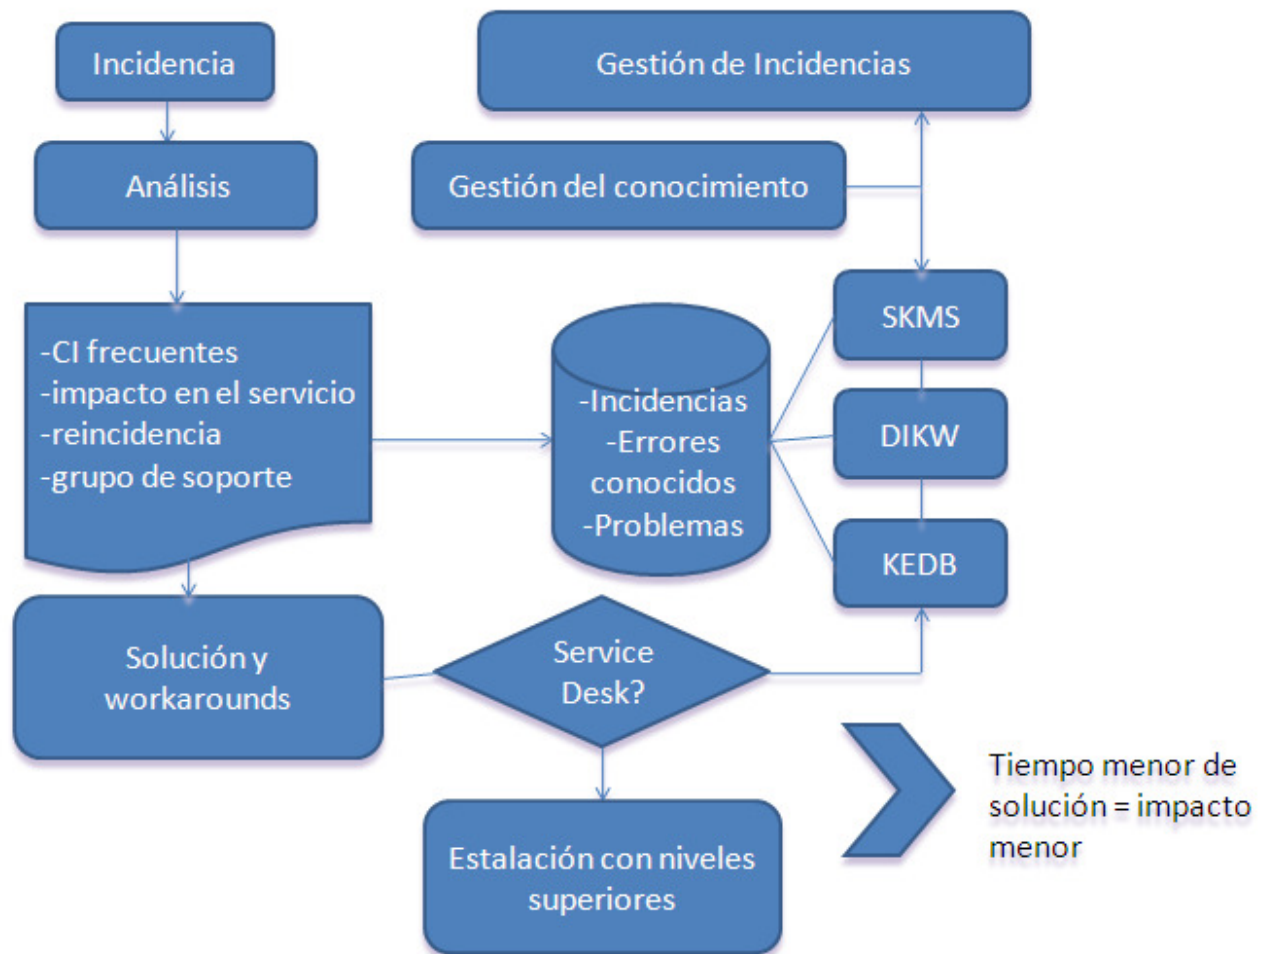 Incidencia
Gestión de Incidencias
Análisis
Gestión del conocimiento
-CI frecuentes
-impacto en el servicio
-reincidencia
-grupo de soporte
-Incidencias
-Errores
conocidos
-Problemas
SKMS
DIKW
KEDB
Solución y
workarounds
Service
Desk?
Estalación con niveles
superiores
Tiempo menor de
solución = impacto
menor